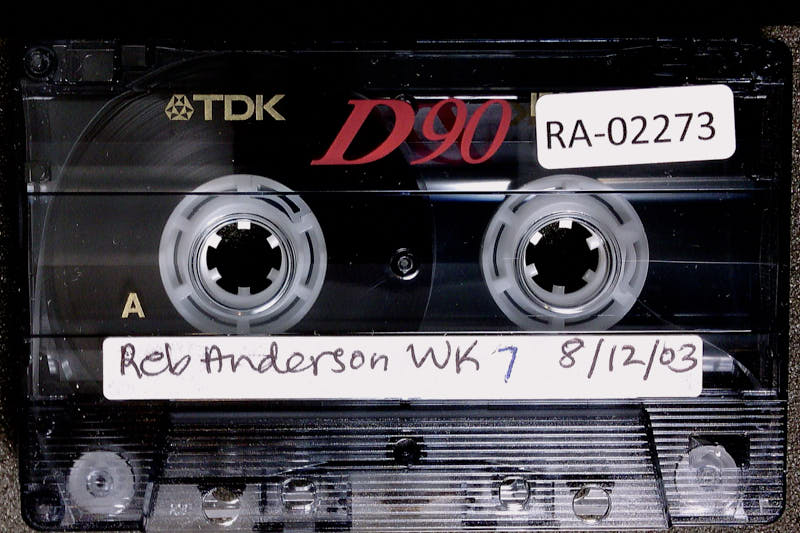 TDK
D90
RA-02273
A
Reb Anderson WK 7 8/12/03